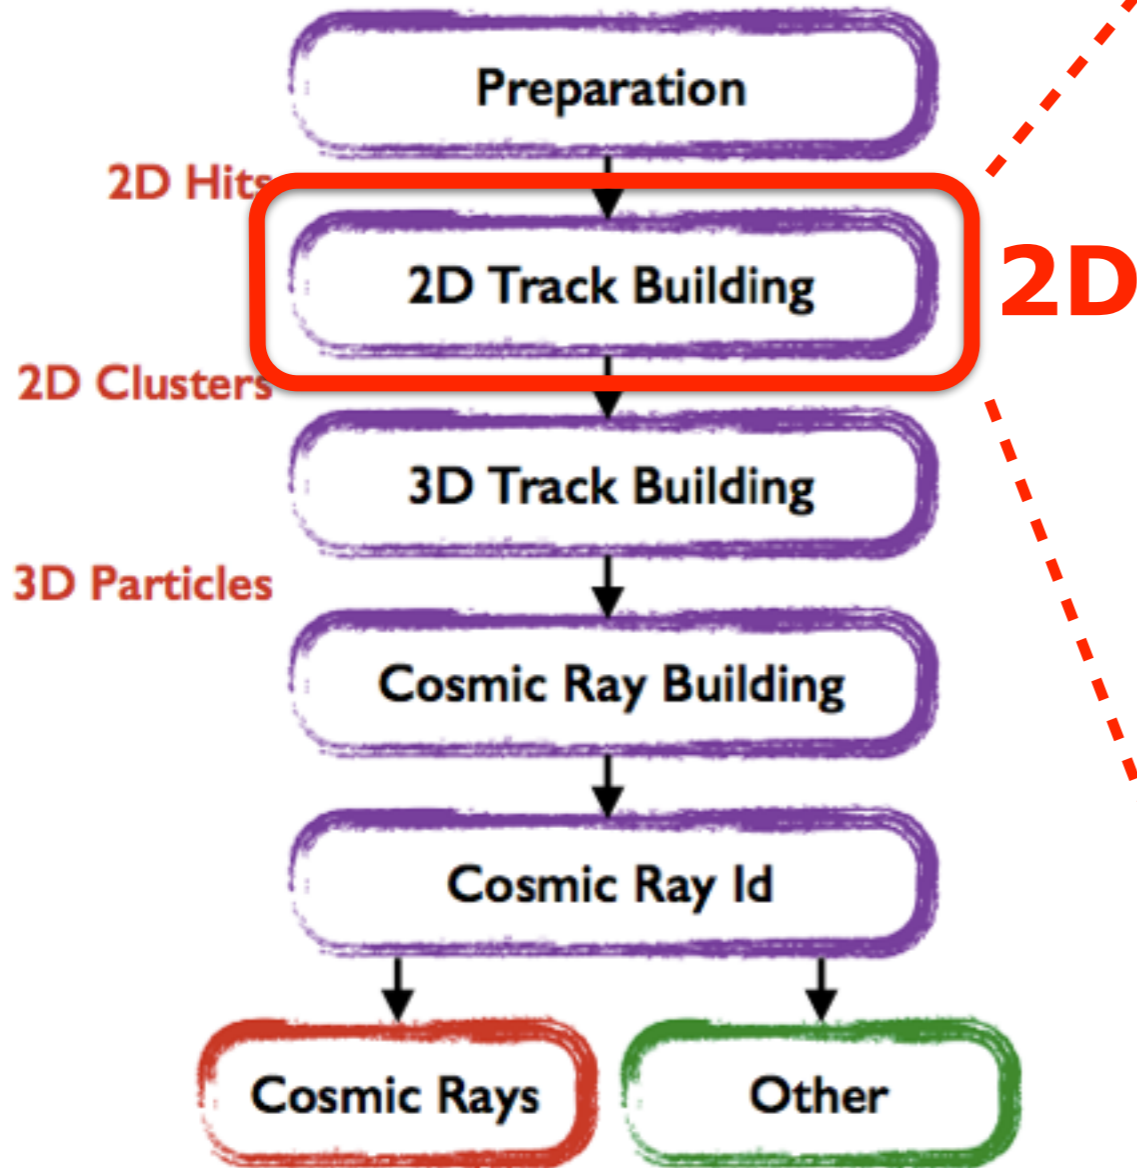 Preparation
2D Hits
2D Track Building
2D
2D Clusters
3D Track Building
3D Particles
Cosmic Ray Building
Cosmic Ray Id
Cosmic Rays
Other